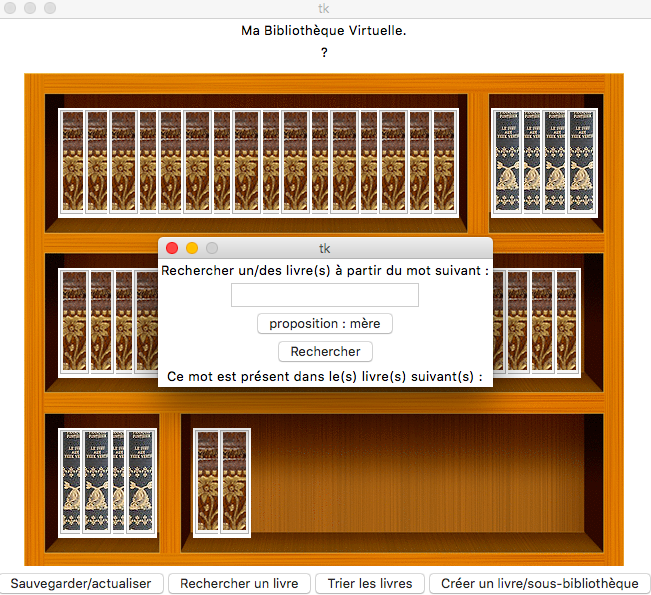 tk
Ma Bibliothèque Virtuelle.
?
tk
Rechercher un/des livre(s) à partir du mot suivant :
proposition : mère
Rechercher
Ce mot est présent dans le(s) livre(s) suivant(s) :
Sauvegarder/actualiser
Rechercher un livre
Trier les livres
Créer un livre/sous-bibliothèque